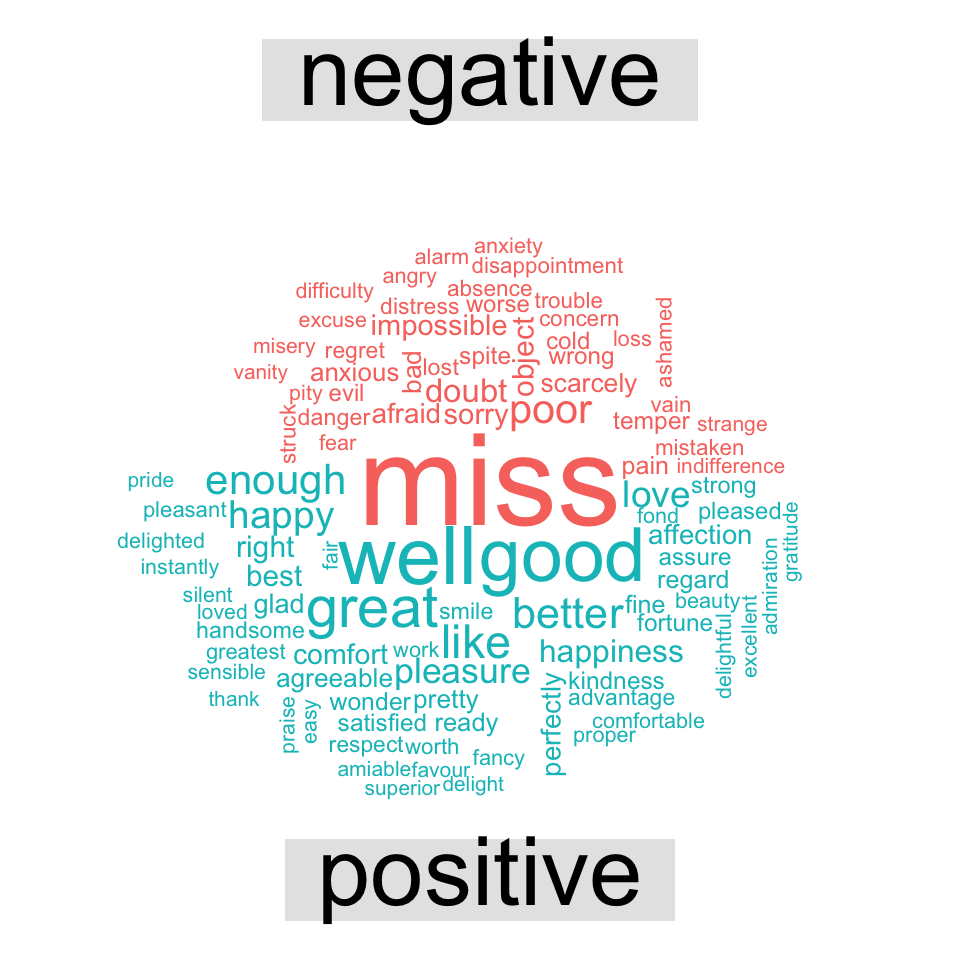 negative
anxiety
alarm
disappointment
angry
absence
difficulty
distress
worse
trouble
excuse
impossible
object
concern
ashamed
misery
regret
bad
lost
spite
cold
loss
wrong
vanity
anxious
doubt
scarcely
pity
evil
struck
danger
afraid
sorry
poor
vain
temper
strange
fear
miss
mistaken
pain
indifference
pride
enough
love
strong
pleasant
happy
fond
pleased
gratitude
delighted
right
fair
well
good
affection
instantly
best
assure
regard
admiration
silent
loved
glad
great
smile
better
fine
beauty
handsome
fortune
excellent
greatest
comfort
work
like
happiness
delightful
sensible
agreeable
pleasure
kindness
thank
praise
easy
wonder
pretty
perfectly
advantage
satisfied
ready
comfortable
respect
worth
proper
amiable
favour
fancy
superior
delight
positive